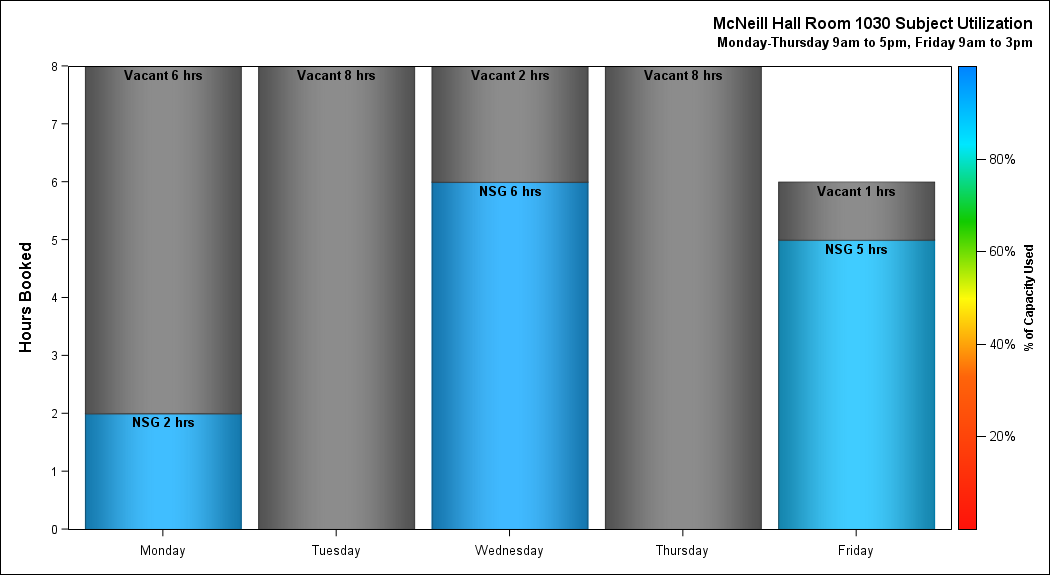 McNeill Hall Room 1030 Subject Utilization
Monday-Thursday 9am to 5pm, Friday 9am to 3pm
Hours Booked
8
7
6
5
4
3
2
1
0
Vacant 6 hrs
NSG 2 hrs
Vacant 8 hrs
Vacant 2 hrs
NSG 6 hrs
Vacant 8 hrs
Vacant 1 hrs
NSG 5 hrs
Monday
Tuesday
Wednesday
Thursday
Friday
80%
60%
40%
20%
% of Capacity Used